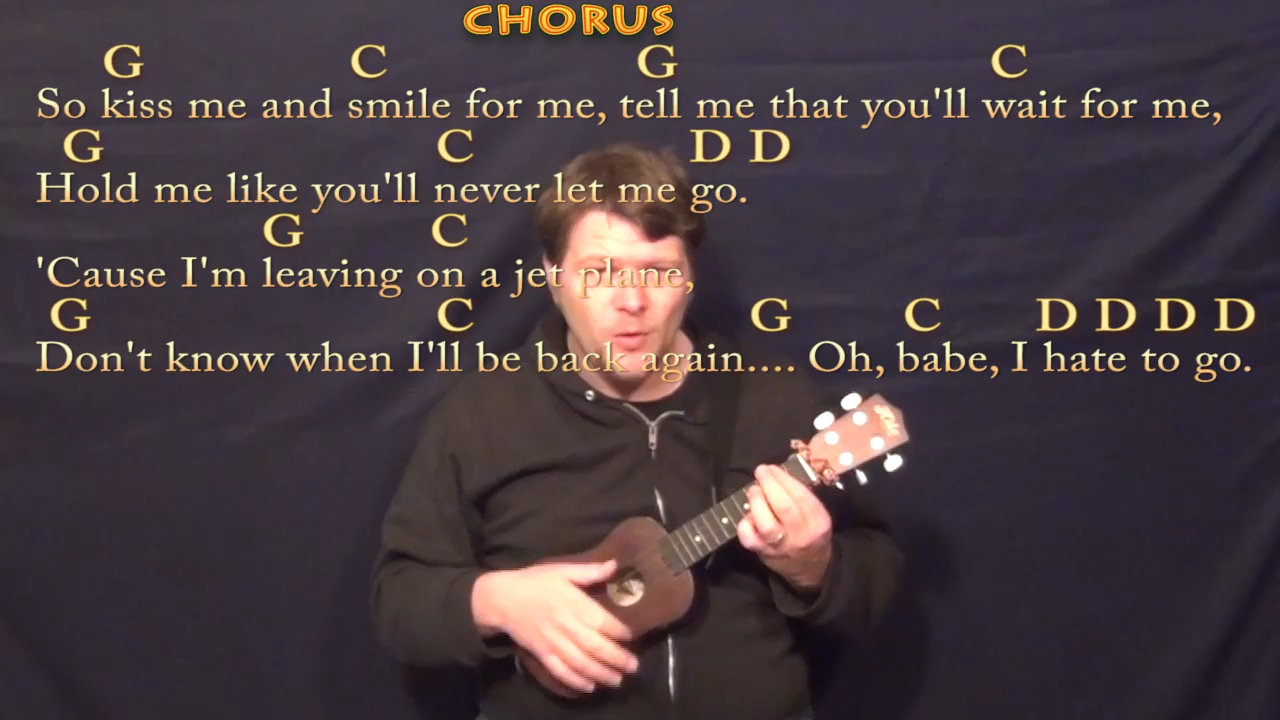 CHORUS
G C G C
So kiss me and smile for me, tell me that you'll wait for me,
G C D D
Hold me like you'll never let me go.
G C
'Cause I'm leaving on a jet plane,
G C G C D D D D
Don't know when I'll be back again.... Oh, babe, I hate to go.